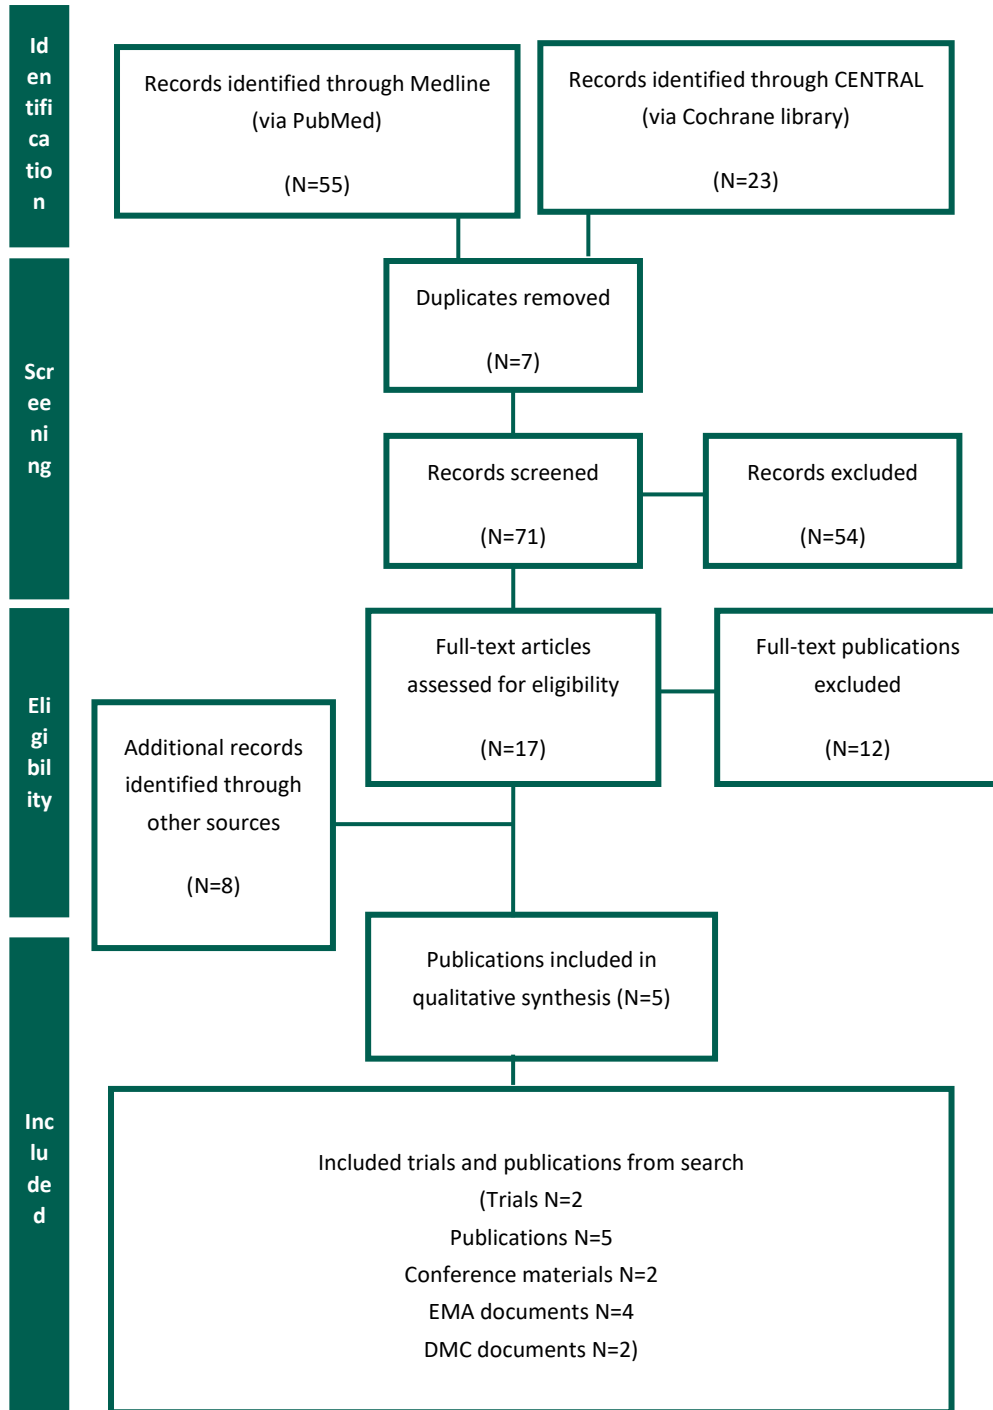 Id
en
tifi
ca
tio
n
Records identified through Medline
(via PubMed)
(N=55)
Records identified through CENTRAL
(via Cochrane library)
(N=23)
Scr
ee
ni
ng
Duplicates removed
(N=7)
Records screened
(N=71)
Records excluded
(N=54)
Eli
gi
bil
ity
Full-text articles
assessed for eligibility
(N=17)
Full-text publications
excluded
(N=12)
Additional records
identified through
other sources
(N=8)
Inc
lu
de
d
Publications included in
qualitative synthesis (N=5)
Included trials and publications from search
(Trials N=2
Publications N=5
Conference materials N=2
EMA documents N=4
DMC documents N=2)